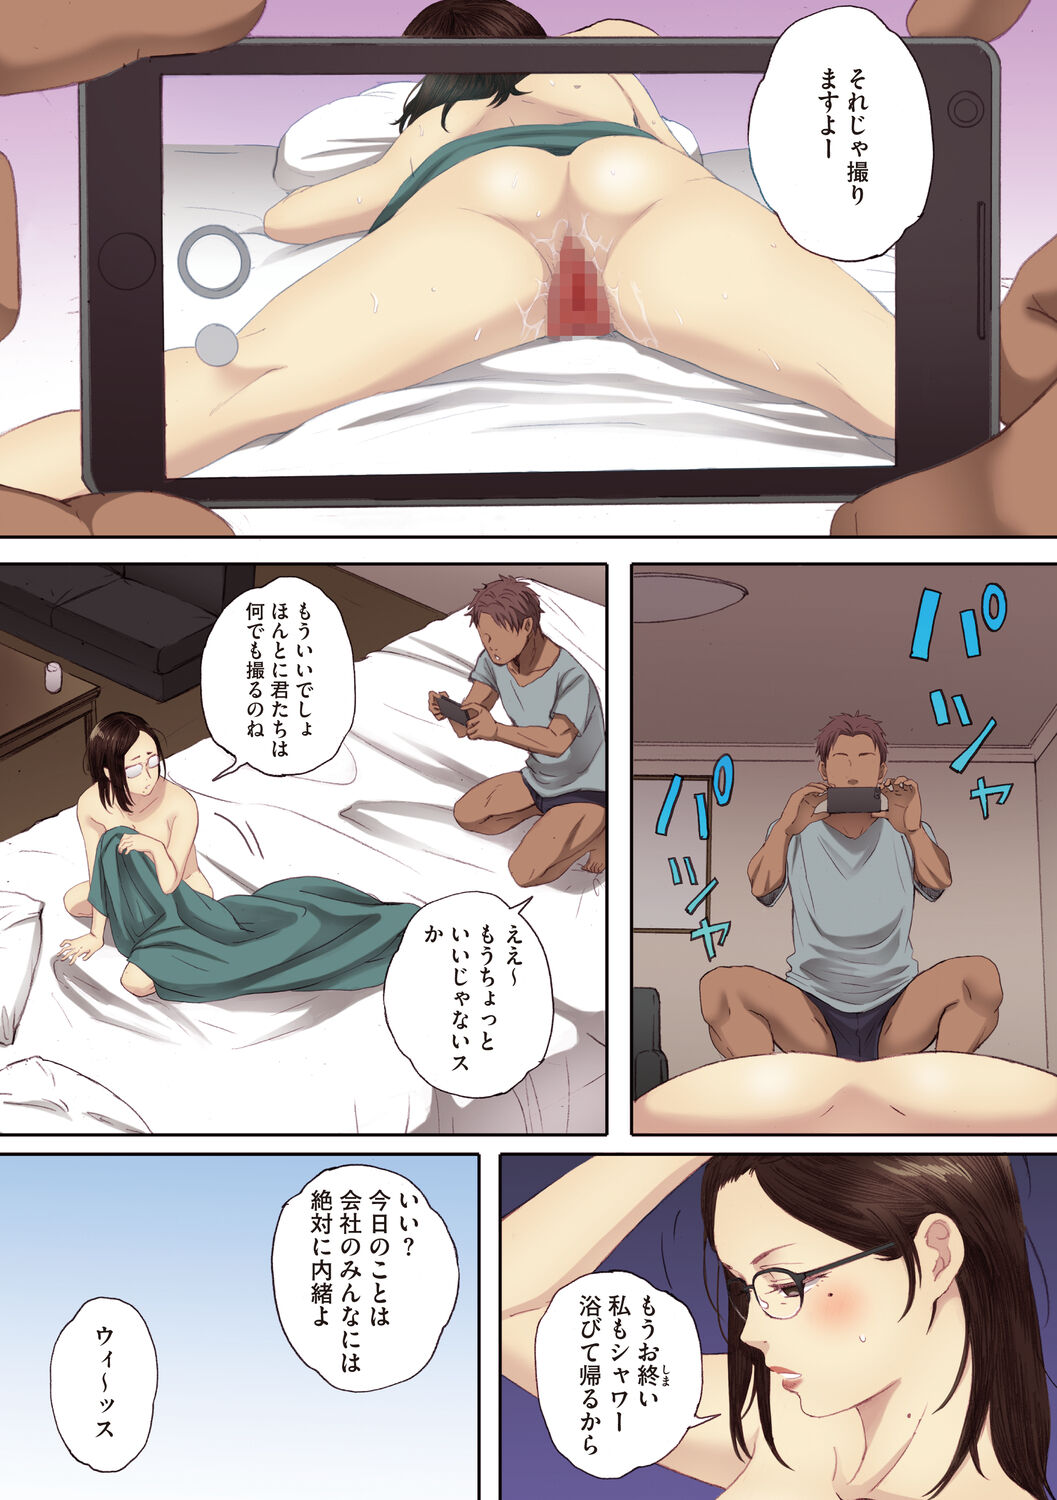 それじゃ撮り
ますよー
パシャ
パシャ
もういいでしょ
ほんとに君たちは
何でも撮るのね
ええ～
もうちょっと
いいじゃないス
か
もうお終い
しま
私もシャワー
浴びて帰るから
いい？
今日のことは
会社のみんなには
絶対に内緒よ
ウィ～ッス